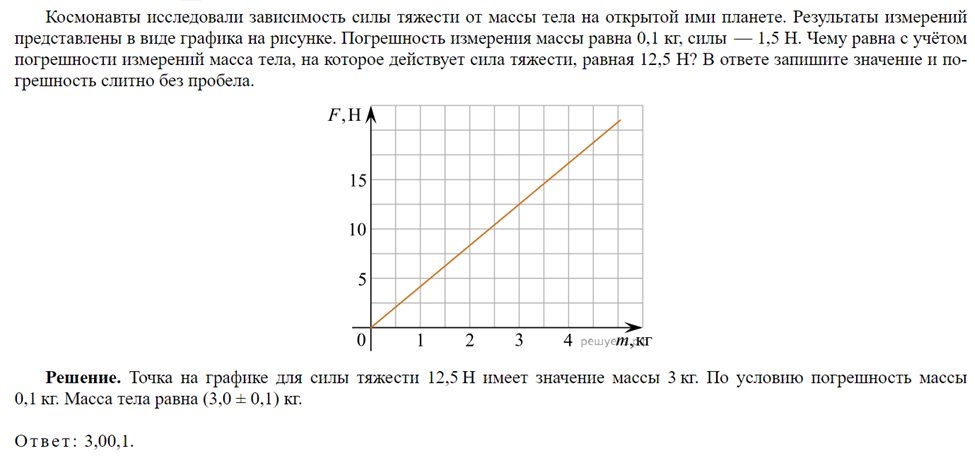 Космонавты исследовали зависимость силы тяжести от массы тела на открытой ими планете. Результаты измерений
представлены в виде графика на рисунке. Погрешность измерения массы равна 0,1 кг, силы — 1,5 Н. Чему равна с учётом
погрешности измерений масса тела, на которое действует сила тяжести, равная 12,5 Н? В ответе запишите значение и по-
грешность слитно без пробела.
F, Н
15
10
5
0 1 2 3 4 решуе m, кг
Решение. Точка на графике для силы тяжести 12,5 Н имеет значение массы 3 кг. По условию погрешность массы
0,1 кг. Масса тела равна (3,0 ± 0,1) кг.
Ответ: 3,00,1.